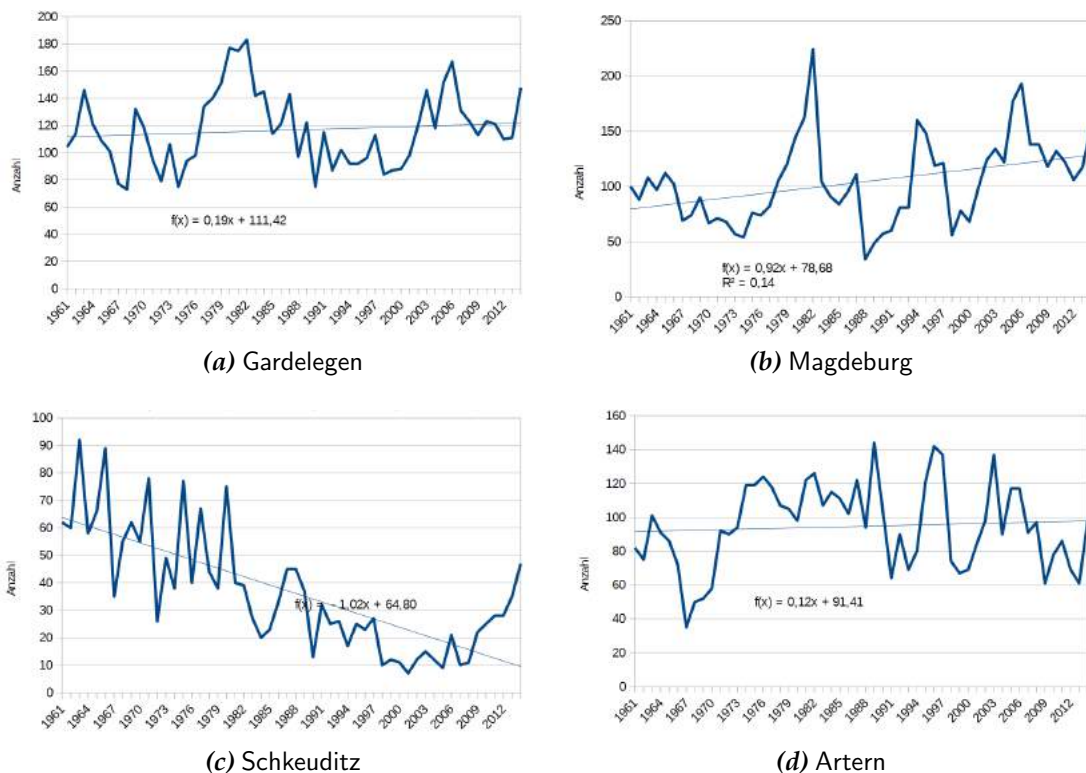 200
180
160
140
120
100
80
60
40
20
0
Anzahl
f(x) = 0,19x + 111,42
1961 1964 1967 1970 1973 1976 1979 1982 1985 1988 1991 1994 1997 2000 2003 2006 2009 2012
(a) Gardelegen
250
200
150
100
50
0
Anzahl
f(x) = 0,92x + 78,68
R² = 0,14
1961 1964 1967 1970 1973 1976 1979 1982 1985 1988 1991 1994 1997 2000 2003 2006 2009 2012
(b) Magdeburg
100
90
80
70
60
50
40
30
20
10
0
Anzahl
f(x) = − 1,02x + 64,80
1961 1964 1967 1970 1973 1976 1979 1982 1985 1988 1991 1994 1997 2000 2003 2006 2009 2012
(c) Schkeuditz
160
140
120
100
80
60
40
20
0
Anzahl
f(x) = 0,12x + 91,41
1961 1964 1967 1970 1973 1976 1979 1982 1985 1988 1991 1994 1997 2000 2003 2006 2009 2012
(d) Artern